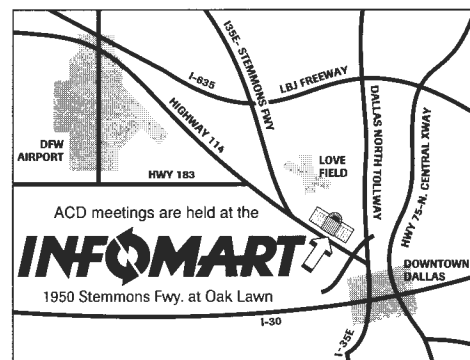 I35E- STEMMONS FWY
I-635
LBJ FREEWAY
HIGHWAY 114
DALLAS NORTH TOLLWAY
HWY 75-N. CENTRAL XWAY
DFW
AIRPORT
LOVE
FIELD
HWY 183
ACD meetings are held at the
INFOMART
1950 Stemmons Fwy. at Oak Lawn
DOWNTOWN
DALLAS
I-30
I-35E